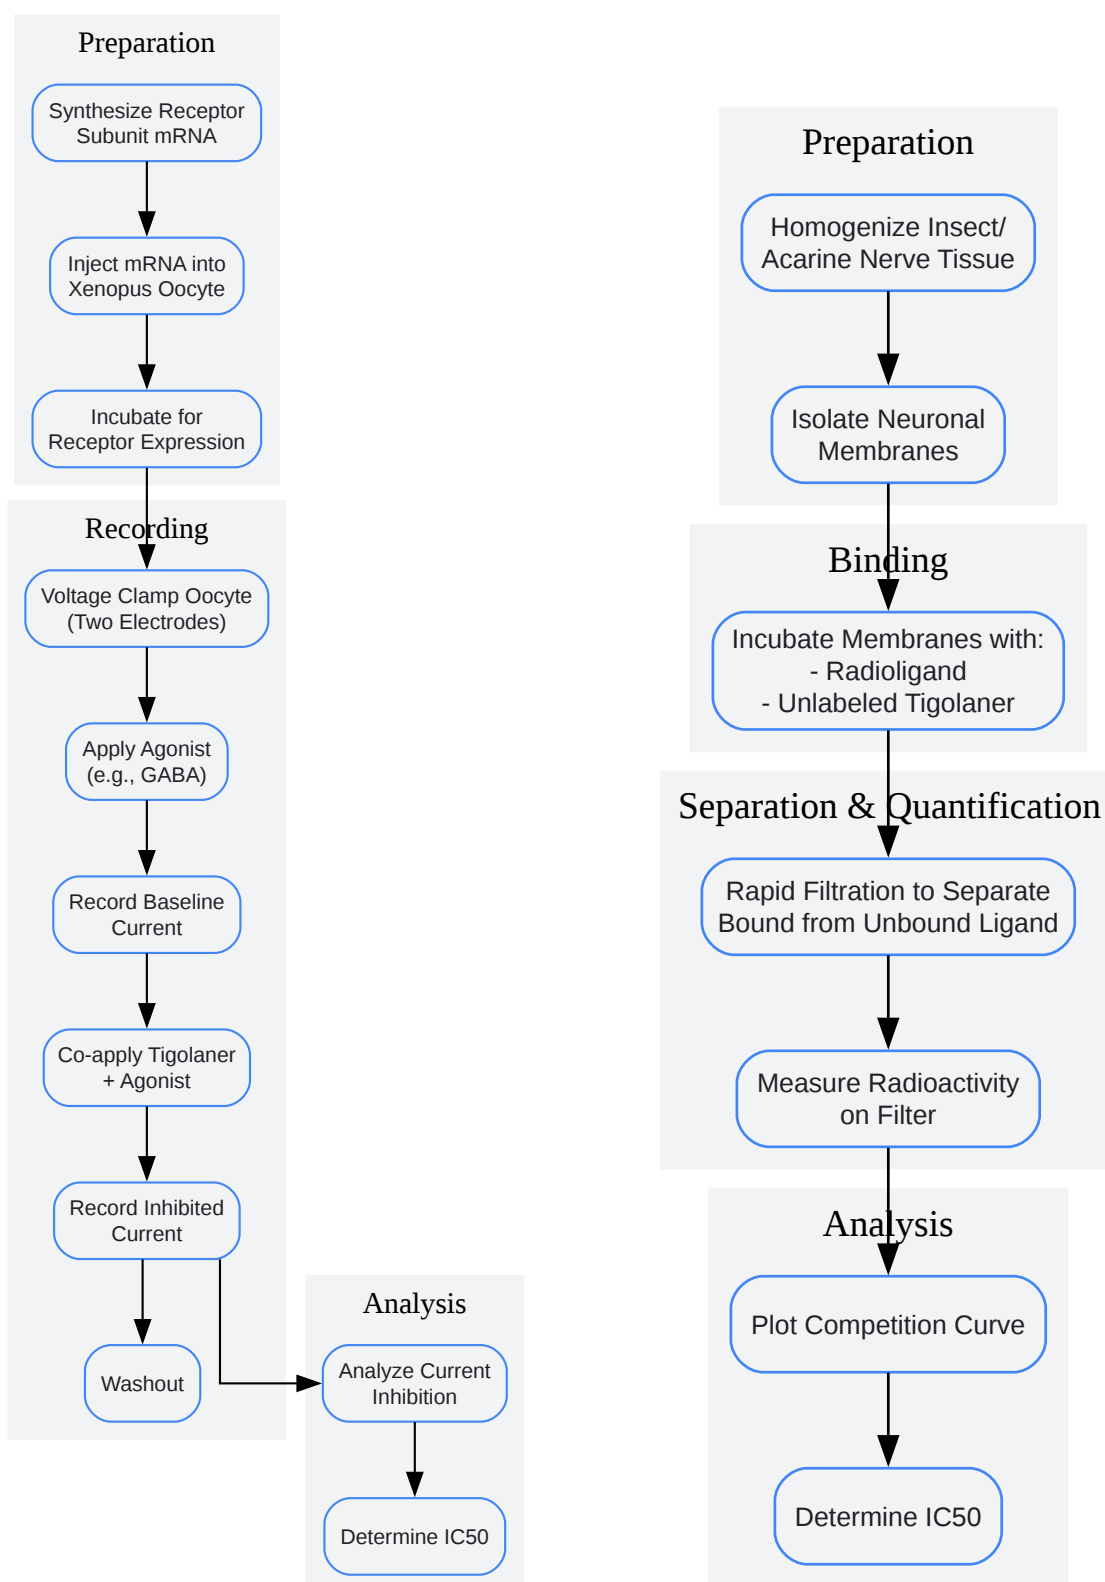 Preparation
Synthesize Receptor
Subunit mRNA
Inject mRNA into
Xenopus Oocyte
Incubate for
Receptor Expression
Recording
Voltage Clamp Oocyte
(Two Electrodes)
Apply Agonist
(e.g., GABA)
Record Baseline
Current
Co-apply Tigolaner
+ Agonist
Record Inhibited
Current
Washout
Analysis
Analyze Current
Inhibition
Determine IC50
Preparation
Homogenize Insect/
Acarine Nerve Tissue
Isolate Neuronal
Membranes
Binding
Incubate Membranes with:
- Radioligand
- Unlabeled Tigolaner
Separation & Quantification
Rapid Filtration to Separate
Bound from Unbound Ligand
Measure Radioactivity
on Filter
Analysis
Plot Competition Curve
Determine IC50